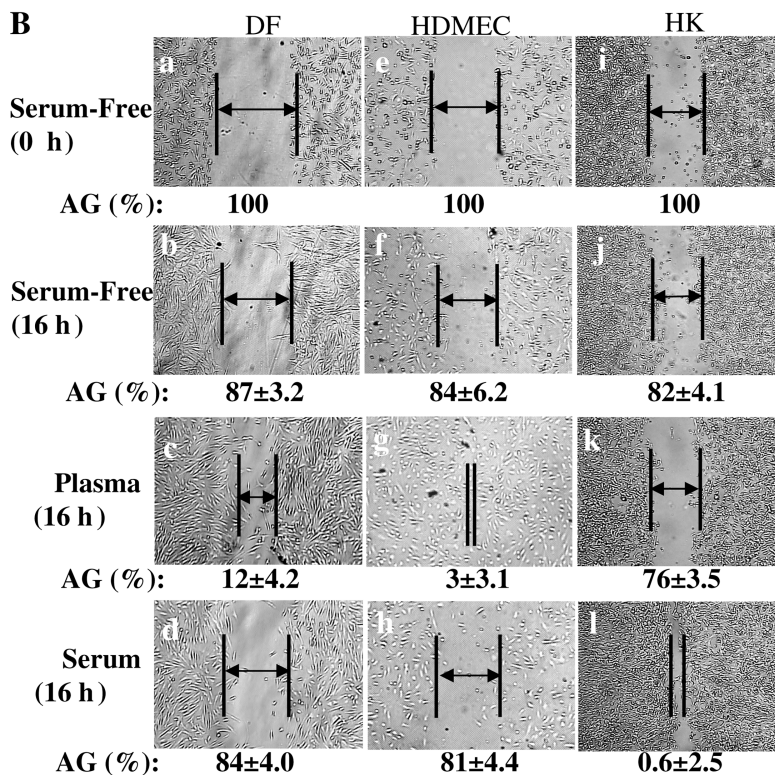 B
DF HDMEC HK
a e i
Serum-Free
(0 h)
AG (%): 100 100 100
b f j
Serum-Free
(16 h)
AG (%): 87±3.2 84±6.2 82±4.1
c g k
Plasma
(16 h)
AG (%): 12±4.2 3±3.1 76±3.5
d h l
Serum
(16 h)
AG (%): 84±4.0 81±4.4 0.6±2.5